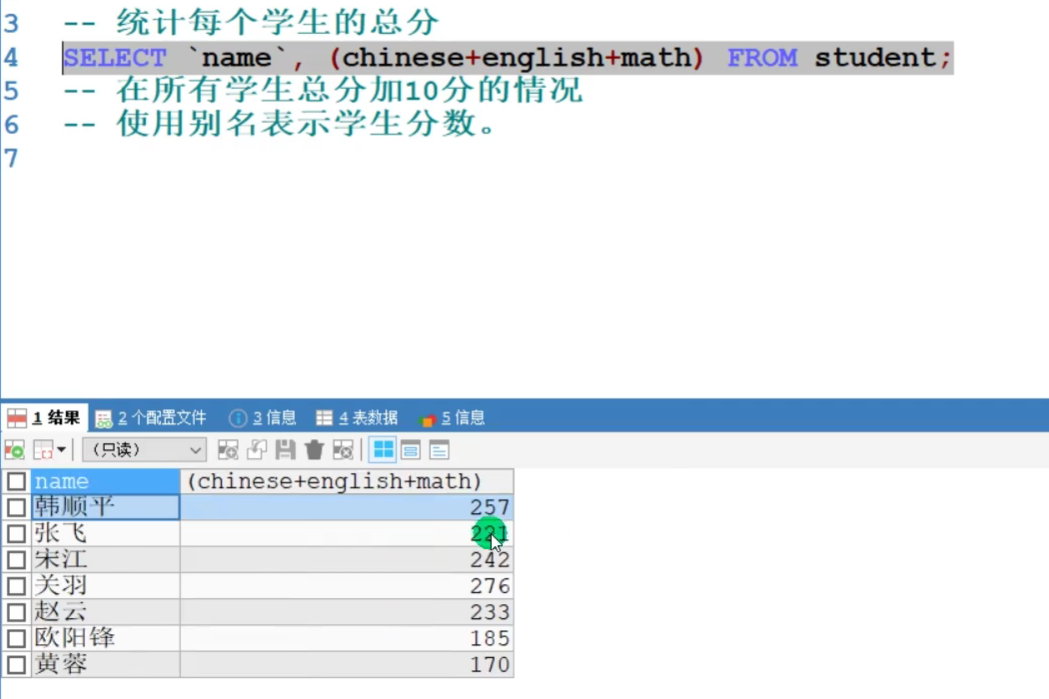 3 -- 统计每个学生的总分
4 SELECT `name`, (chinese+english+math) FROM student;
5 -- 在所有学生总分加10分的情况
6 -- 使用别名表示学生分数。
7
1 结果 2 个配置文件 3 信息 4 表数据 5 信息
（只读）
name (chinese+english+math)
韩顺平 257
张飞 221
宋江 242
关羽 276
赵云 233
欧阳锋 185
黄蓉 170